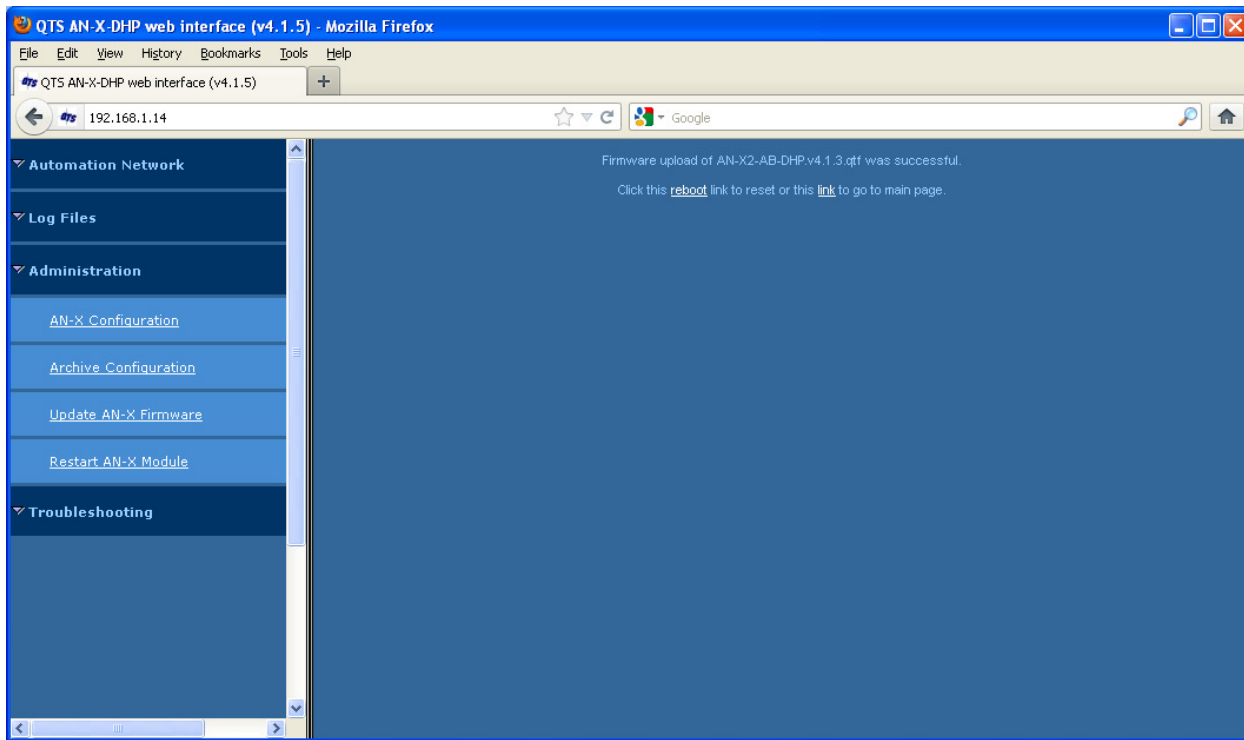 QTS AN-X-DHP web interface (v4.1.5) - Mozilla Firefox
File Edit View History Bookmarks Tools Help
QTS QTS AN-X-DHP web interface (v4.1.5)
QTS 192.168.1.14 Google
Automation Network
Log Files
Administration
AN-X Configuration
Archive Configuration
Update AN-X Firmware
Restart AN-X Module
Troubleshooting
Firmware upload of AN-X2-AB-DHP.v4.1.3.qtf was successful.
Click this reboot link to reset or this link to go to main page.